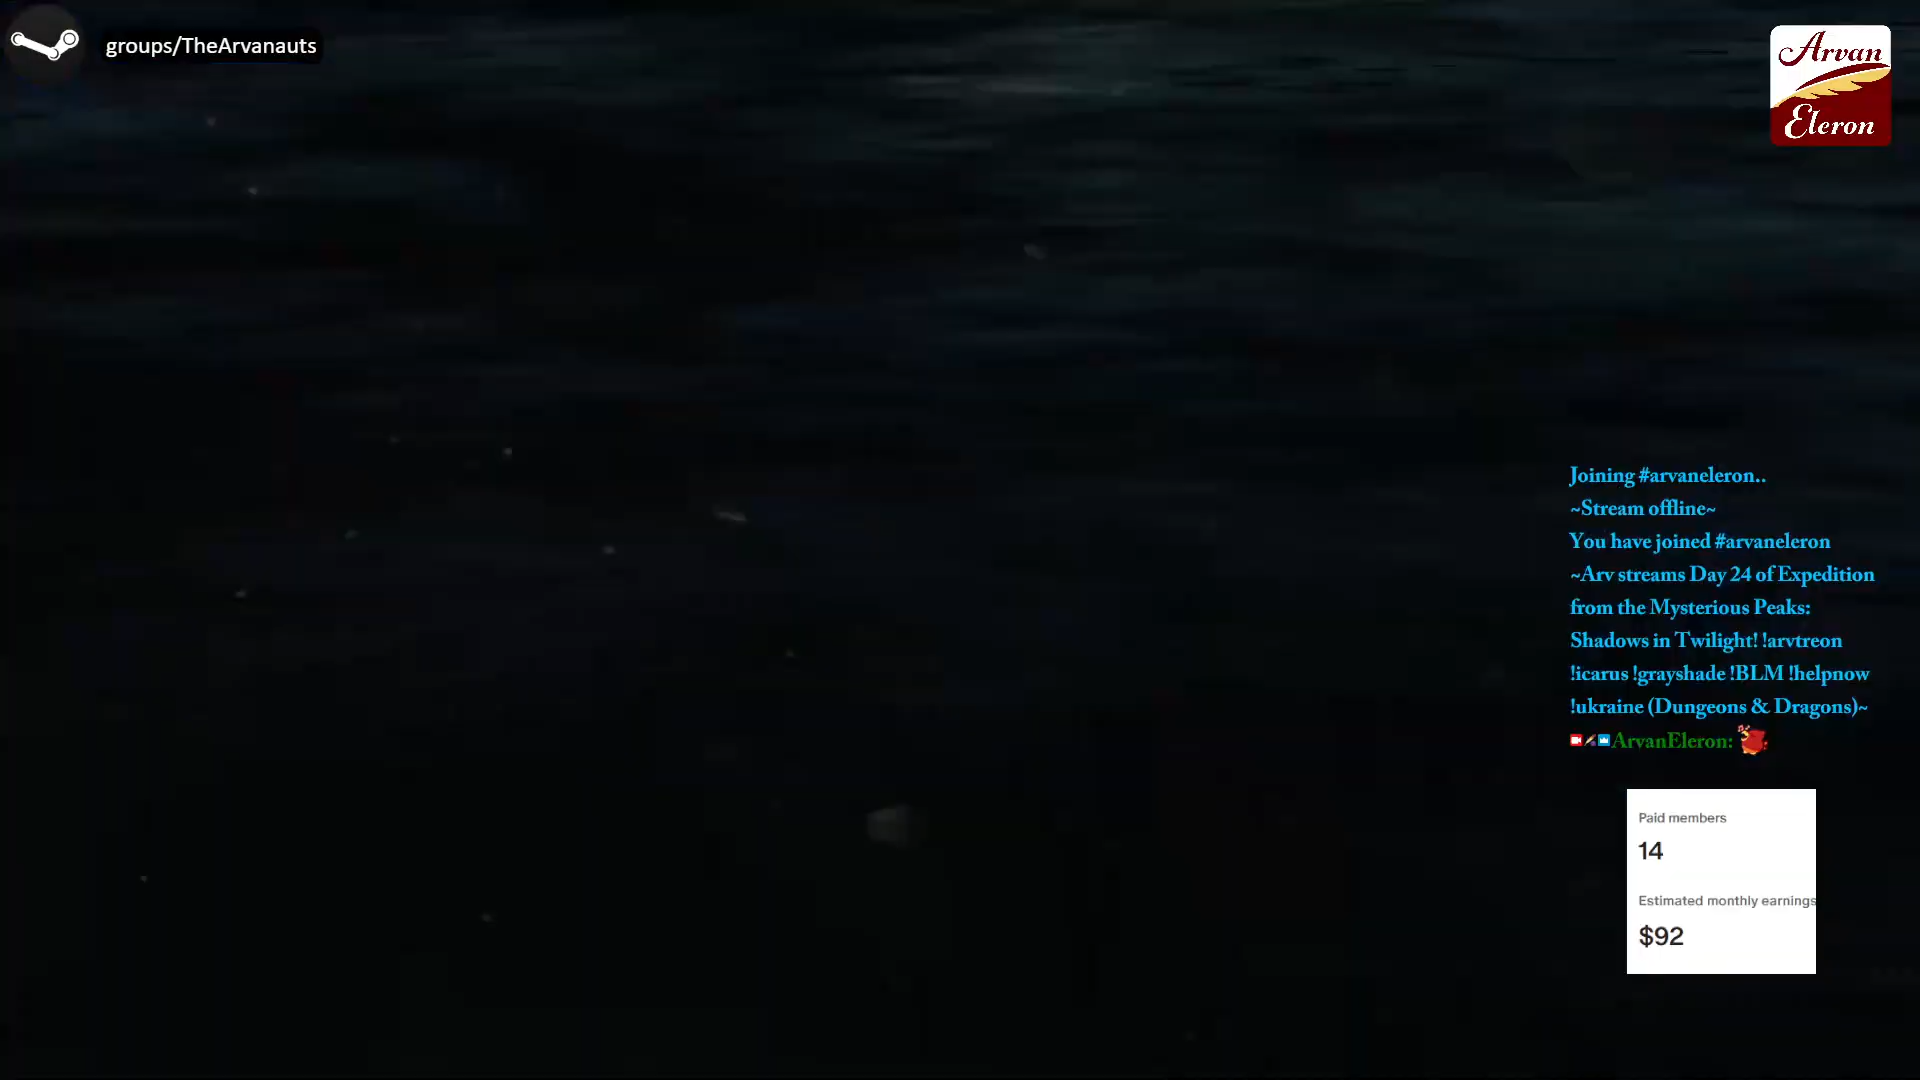 groups/TheArvanauts
Arvan
Eleron
Joining #arvaneleron..
~Stream offline~
You have joined #arvaneleron
~Arv streams Day 24 of Expedition
from the Mysterious Peaks:
Shadows in Twilight! !arvtreon
!icarus !grayshade !BLM !helpnow
!ukraine (Dungeons & Dragons)~
ArvanEleron:
Paid members
14
Estimated monthly earnings
$92